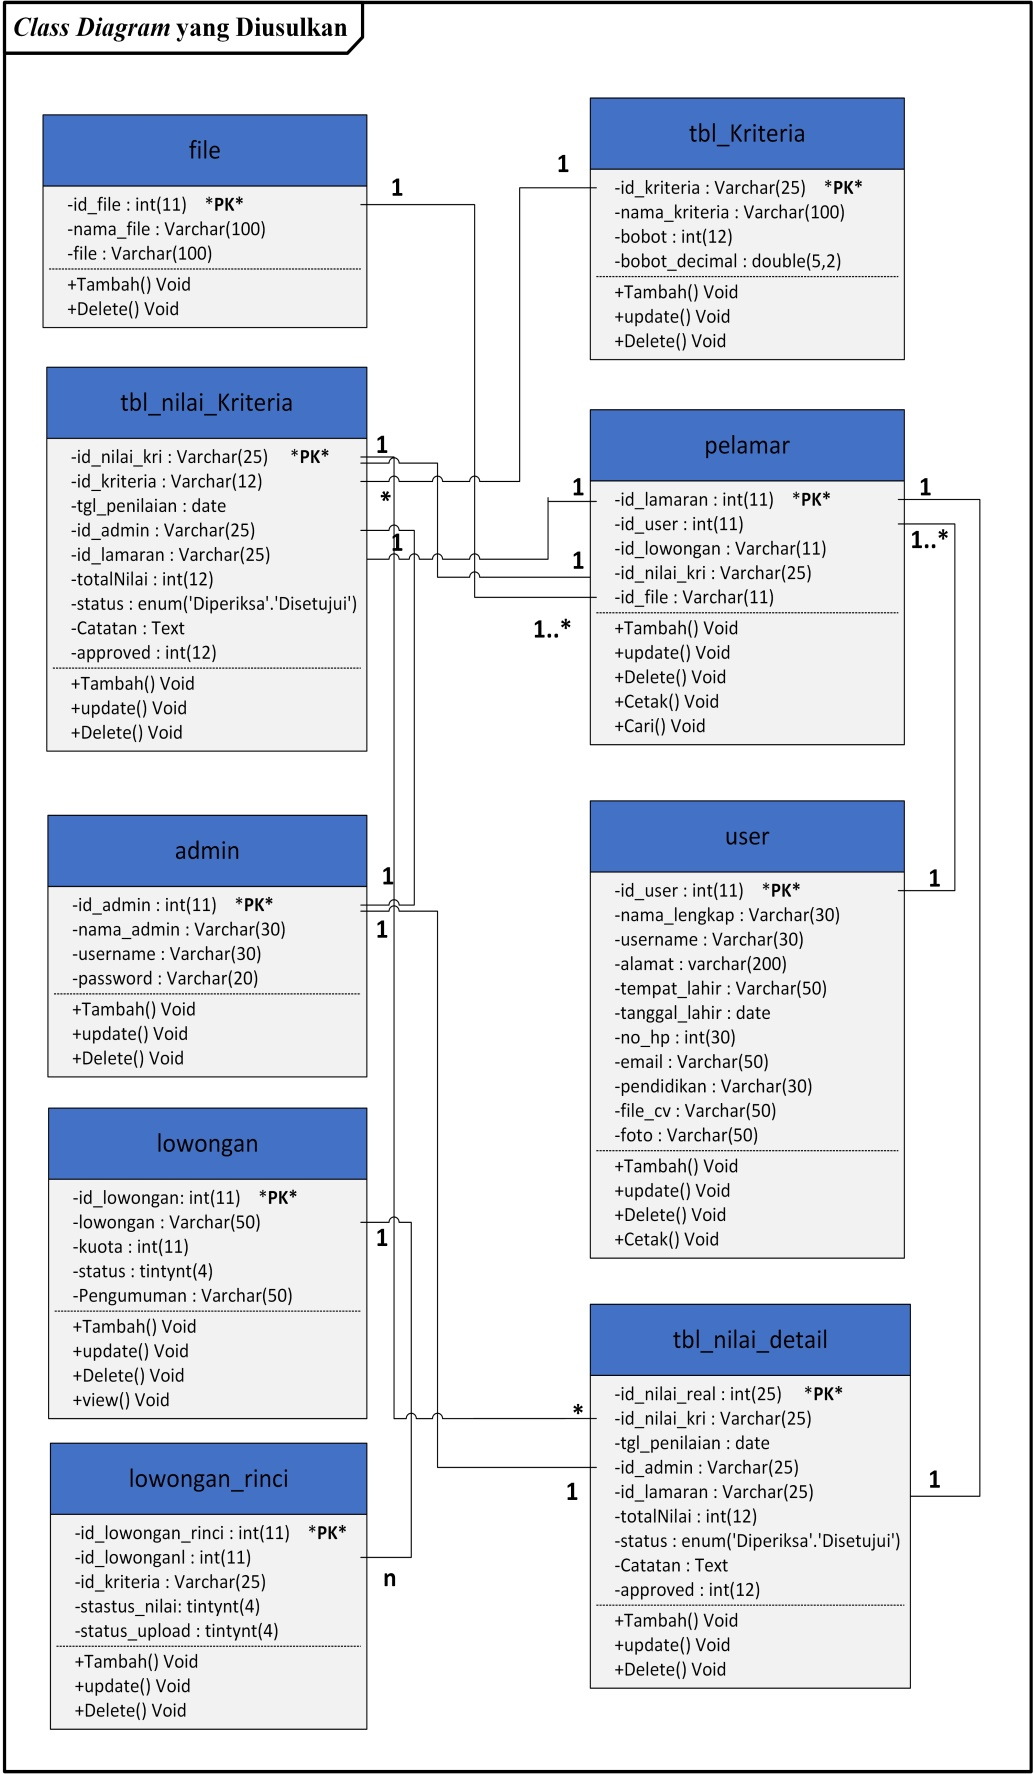 Class Diagram yang Diusulkan
file
-id_file : int(11) *PK*
-nama_file : Varchar(100)
-file : Varchar(100)
+Tambah() Void
+Delete() Void
1
1
tbl_Kriteria
-id_kriteria : Varchar(25) *PK*
-nama_kriteria : Varchar(100)
-bobot : int(12)
-bobot_decimal : double(5,2)
+Tambah() Void
+update() Void
+Delete() Void
tbl_nilai_Kriteria
-id_nilai_kri : Varchar(25) *PK*
-id_kriteria : Varchar(12)
-tgl_penilaian : date
-id_admin : Varchar(25)
-id_lamaran : Varchar(25)
-totalNilai : int(12)
-status : enum('Diperiksa'.'Disetujui')
-Catatan : Text
-approved : int(12)
+Tambah() Void
+update() Void
+Delete() Void
1
*
1
1
1
1..*
pelamar
-id_lamaran : int(11) *PK*
-id_user : int(11)
-id_lowongan : Varchar(11)
-id_nilai_kri : Varchar(25)
-id_file : Varchar(11)
+Tambah() Void
+update() Void
+Delete() Void
+Cetak() Void
+Cari() Void
1
1..*
admin
-id_admin : int(11) *PK*
-nama_admin : Varchar(30)
-username : Varchar(30)
-password : Varchar(20)
+Tambah() Void
+update() Void
+Delete() Void
1
1
user
-id_user : int(11) *PK*
-nama_lengkap : Varchar(30)
-username : Varchar(30)
-alamat : varchar(200)
-tempat_lahir : Varchar(50)
-tanggal_lahir : date
-no_hp : int(30)
-email : Varchar(50)
-pendidikan : Varchar(30)
-file_cv : Varchar(50)
-foto : Varchar(50)
+Tambah() Void
+update() Void
+Delete() Void
+Cetak() Void
1
lowongan
-id_lowongan: int(11) *PK*
-lowongan : Varchar(50)
-kuota : int(11)
-status : tintynt(4)
-Pengumuman : Varchar(50)
+Tambah() Void
+update() Void
+Delete() Void
+view() Void
1
tbl_nilai_detail
-id_nilai_real : int(25) *PK*
-id_nilai_kri : Varchar(25)
-tgl_penilaian : date
-id_admin : Varchar(25)
-id_lamaran : Varchar(25)
-totalNilai : int(12)
-status : enum('Diperiksa'.'Disetujui')
-Catatan : Text
-approved : int(12)
+Tambah() Void
+update() Void
+Delete() Void
*
1
1
lowongan_rinci
-id_lowongan_rinci : int(11) *PK*
-id_lowonganl : int(11)
-id_kriteria : Varchar(25)
-stastus_nilai: tintynt(4)
-status_upload : tintynt(4)
+Tambah() Void
+update() Void
+Delete() Void
n